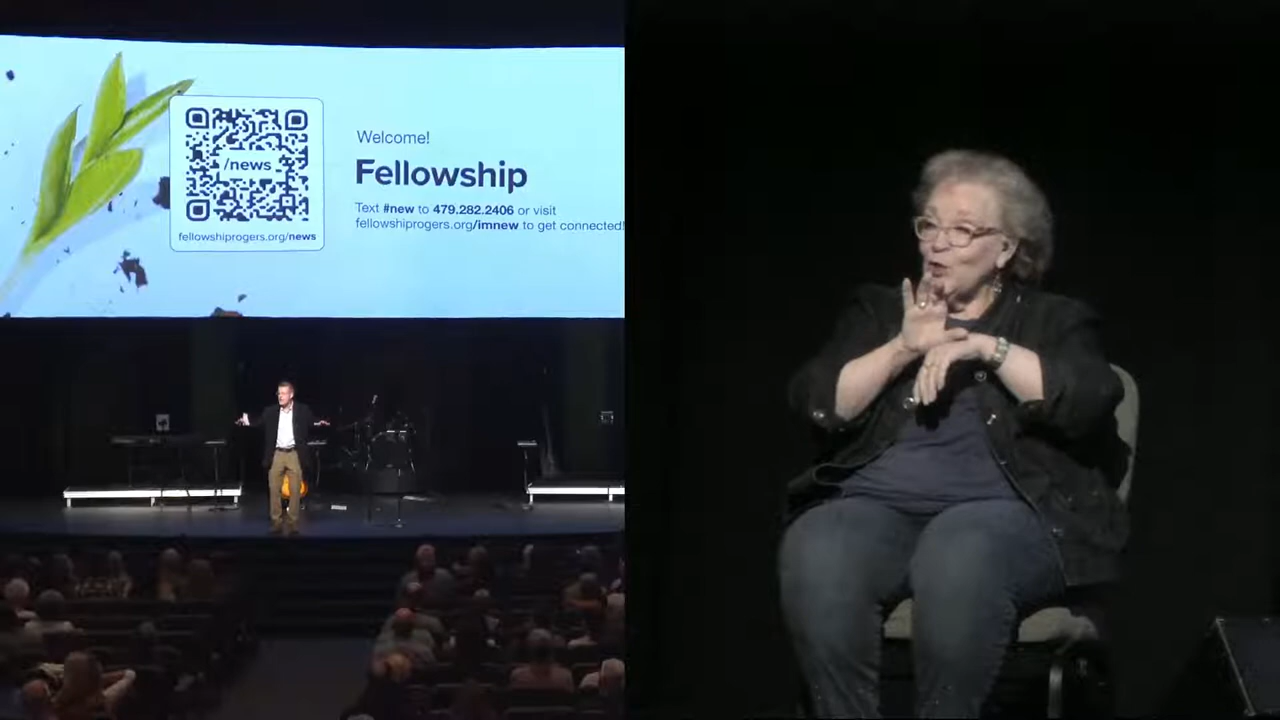 /news
fellowshiprogers.org/news
Welcome!
Fellowship
Text #new to 479.282.2406 or visit
fellowshiprogers.org/imnew to get connected!